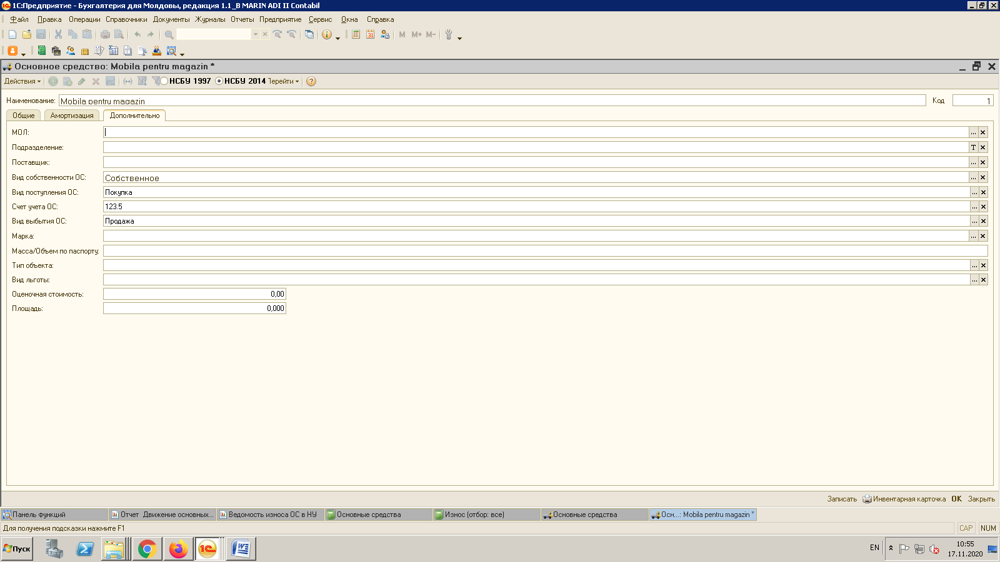 1С:Предприятие - Бухгалтерия для Молдовы, редакция 1.1_B MARIN ADI II Contabil
Файл Правка Операции Справочники Документы Журналы Отчеты Предприятие Сервис Окна Справка
M M+ M-
Основное средство: Mobila pentru magazin *
Действия НСБУ 1997 НСБУ 2014 Перейти
Наименование: Mobila pentru magazin Код 1
Общие Амортизация Дополнительно
МОЛ:
Подразделение: T
Поставщик:
Вид собственности ОС: Собственное
Вид поступления ОС: Покупка
Счет учета ОС: 123.5
Вид выбытия ОС: Продажа
Марка:
Масса/Объем по паспорту:
Тип объекта:
Вид льготы:
Оценочная стоимость: 0,00
Площадь: 0,000
Записать Инвентарная карточка OK Закрыть
Панель функций Отчет Движение основных... Ведомость износа ОС в НУ Основные средства Износ (отбор: все) Основные средства Осн...: Mobila pentru magazin *
Для получения подсказки нажмите F1 CAP NUM
Пуск EN 10:55
17.11.2020